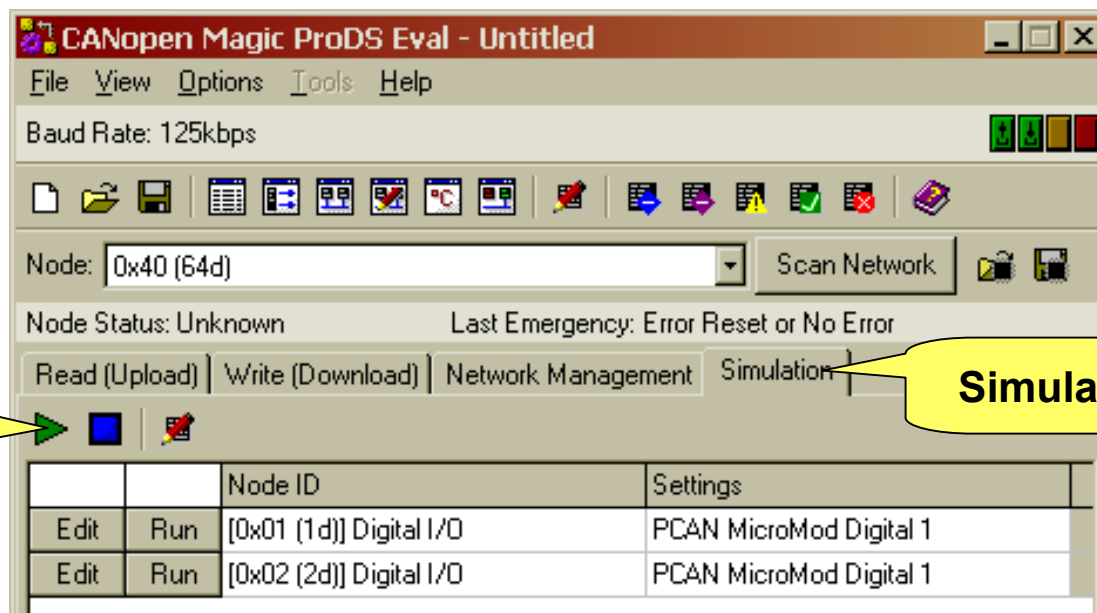 CANopen Magic ProDS Eval - Untitled
File View Options Tools Help
Baud Rate: 125kbps
°C
Node: 0x40 (64d) Scan Network
Node Status: Unknown Last Emergency: Error Reset or No Error
Read (Upload) Write (Download) Network Management Simulation
Simula
Node ID Settings
Edit Run [0x01 (1d)] Digital I/O PCAN MicroMod Digital 1
Edit Run [0x02 (2d)] Digital I/O PCAN MicroMod Digital 1